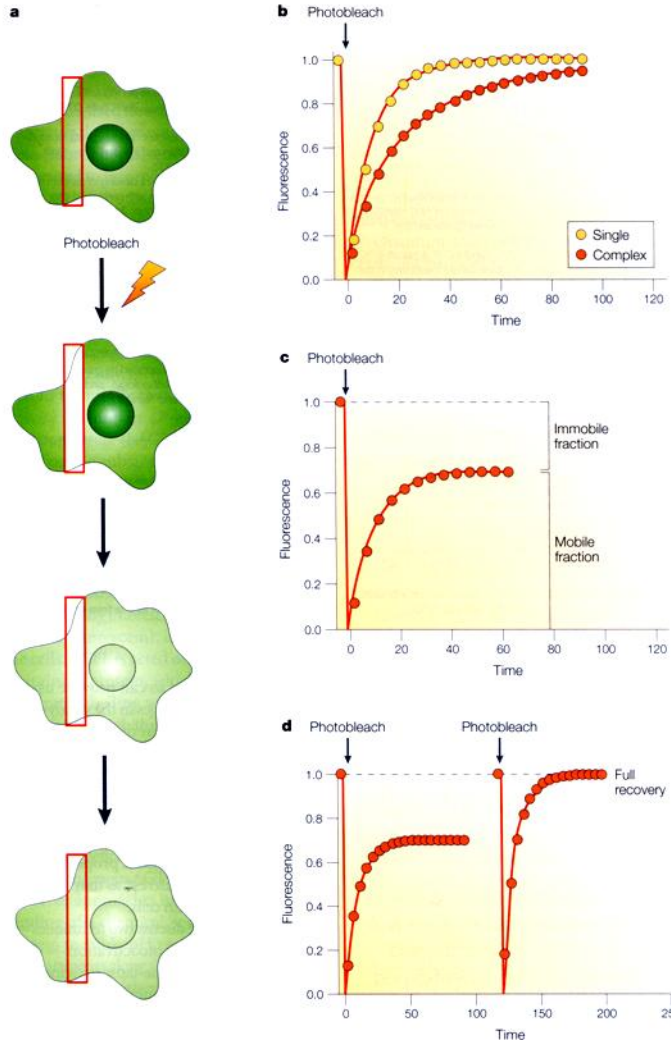 a
Photobleach
b
Photobleach
Fluorescence
1.0
0.8
0.6
0.4
0.2
0.0
0 20 40 60 80 100 120
Time
Single
Complex
c
Photobleach
Fluorescence
1.0
0.8
0.6
0.4
0.2
0.0
0 20 40 60 80 100 120
Time
Immobile
fraction
Mobile
fraction
d
Photobleach Photobleach
Fluorescence
1.0
0.8
0.6
0.4
0.2
0.0
0 50 100 150 200 25
Time
Full
recovery